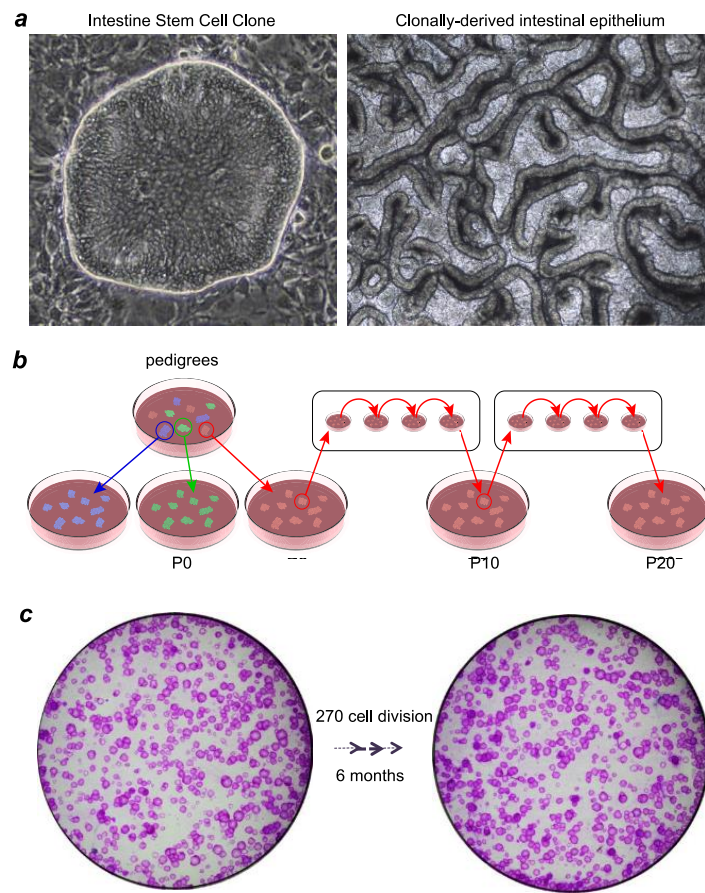 a
Intestine Stem Cell Clone
Clonally-derived intestinal epithelium
b
pedigrees
P0
P10
P20
c
270 cell division
6 months